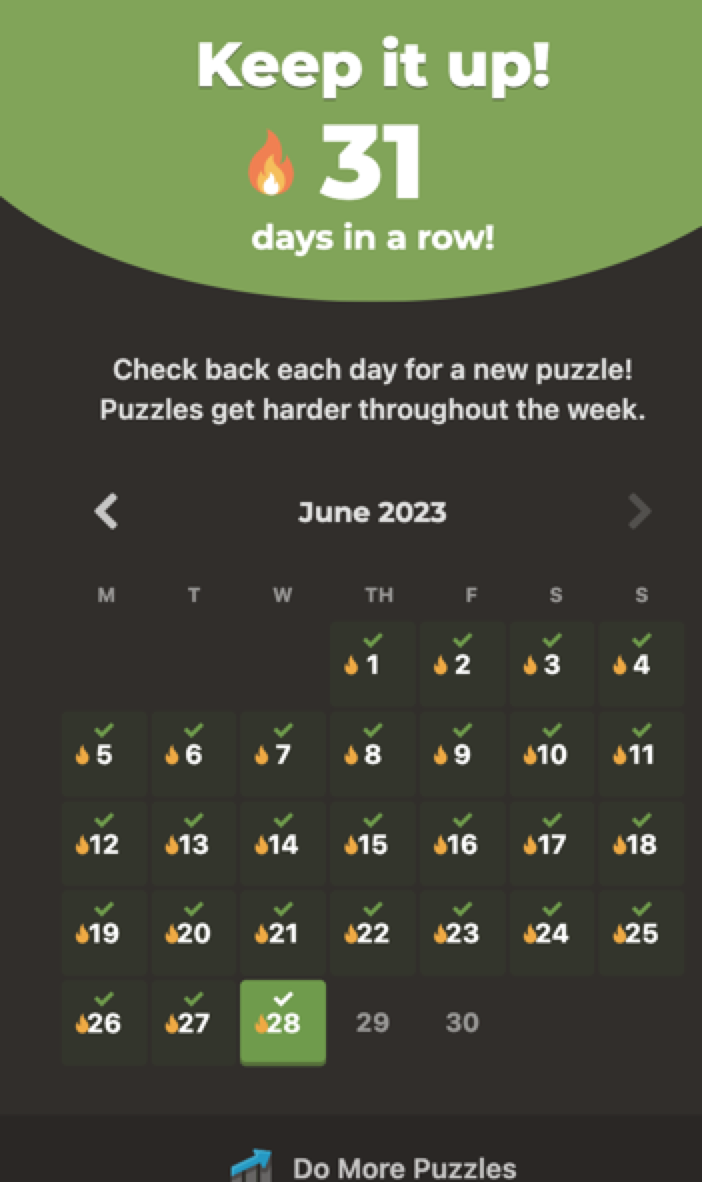 Keep it up!
31
days in a row!
Check back each day for a new puzzle!
Puzzles get harder throughout the week.
June 2023
M T W TH F S S
1 2 3 4
5 6 7 8 9 10 11
12 13 14 15 16 17 18
19 20 21 22 23 24 25
26 27 28 29 30
Do More Puzzles